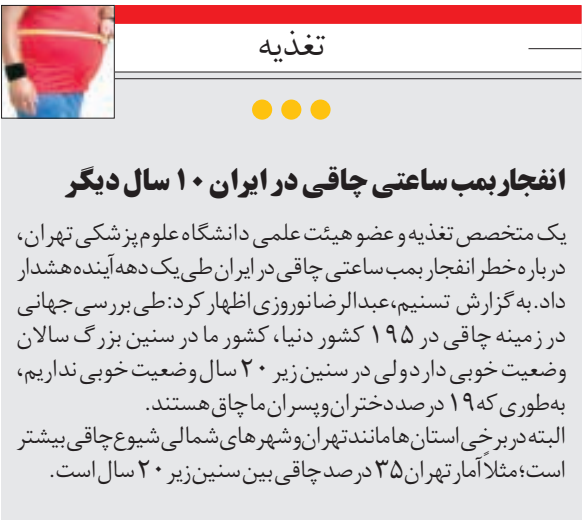 تغذیه
انفجار بمب ساعتی چاقی در ایران ۱۰ سال دیگر
یک متخصص تغذیه و عضو هیئت علمی دانشگاه علوم پزشکی تهران،
درباره خطر انفجار بمب ساعتی چاقی در ایران طی یک دهه آینده هشدار
داد. به گزارش تسنیم، عبدالرضا نوروزی اظهار کرد: طی بررسی جهانی
در زمینه چاقی در ۱۹۵ کشور دنیا، کشور ما در سنین بزرگ سالان
وضعیت خوبی دارد ولی در سنین زیر ۲۰ سال وضعیت خوبی نداریم،
به‌طوری که ۱۹ درصد دختران و پسران ما چاق هستند.
البته در برخی استان ها مانند تهران و شهرهای شمالی شیوع چاقی بیشتر
است؛ مثلاً آمار تهران ۳۵ درصد چاقی بین سنین زیر ۲۰ سال است.